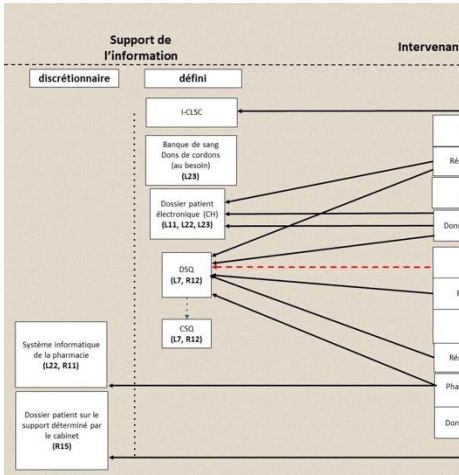 Support de
l'information
Intervenan
discrétionnaire
défini
i-CLSC
Banque de sang
Dons de cordons
(au besoin)
(L23)
Dossier patient
électronique (CH)
(L11, L22, L23)
DSQ
(L7, R12)
CSQ
(L7, R12)
Système informatique
de la pharmacie
(L22, R11)
Dossier patient sur le
support déterminé par
le cabinet
(R15)
Rés
Donn
Rés
Pha
Don